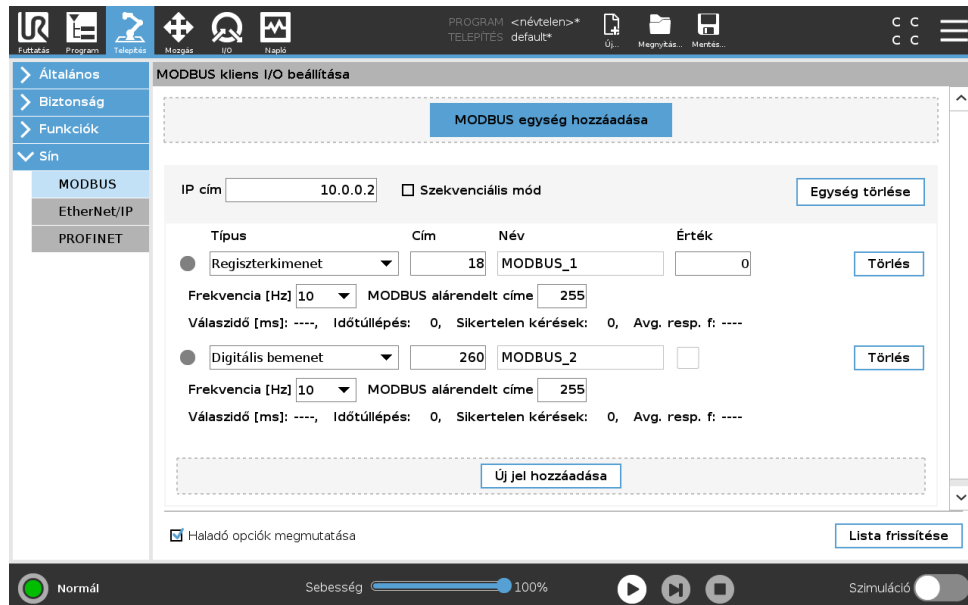 Futtatás Program Telepítés Mozgás I/O Napló PROGRAM <névtelen>* Új... Megnyitás... Mentés... C C
TELEPÍTÉS default* C C
Általános MODBUS kliens I/O beállítása
Biztonság
MODBUS egység hozzáadása
Funkciók
Sín
MODBUS
EtherNet/IP
PROFINET
IP cím 10.0.0.2 Szekvenciális mód Egység törlése
Típus Cím Név Érték
Regiszterkimenet 18 MODBUS_1 0 Törlés
Frekvencia [Hz] 10 MODBUS alárendelt címe 255
Válaszidő [ms]: ----, Időtúllépés: 0, Sikertelen kérések: 0, Avg. resp. f: ----
Digitális bemenet 260 MODBUS_2 Törlés
Frekvencia [Hz] 10 MODBUS alárendelt címe 255
Válaszidő [ms]: ----, Időtúllépés: 0, Sikertelen kérések: 0, Avg. resp. f: ----
Új jel hozzáadása
Haladó opciók megmutatása Lista frissítése
Normál Sebesség 100% Szimuláció